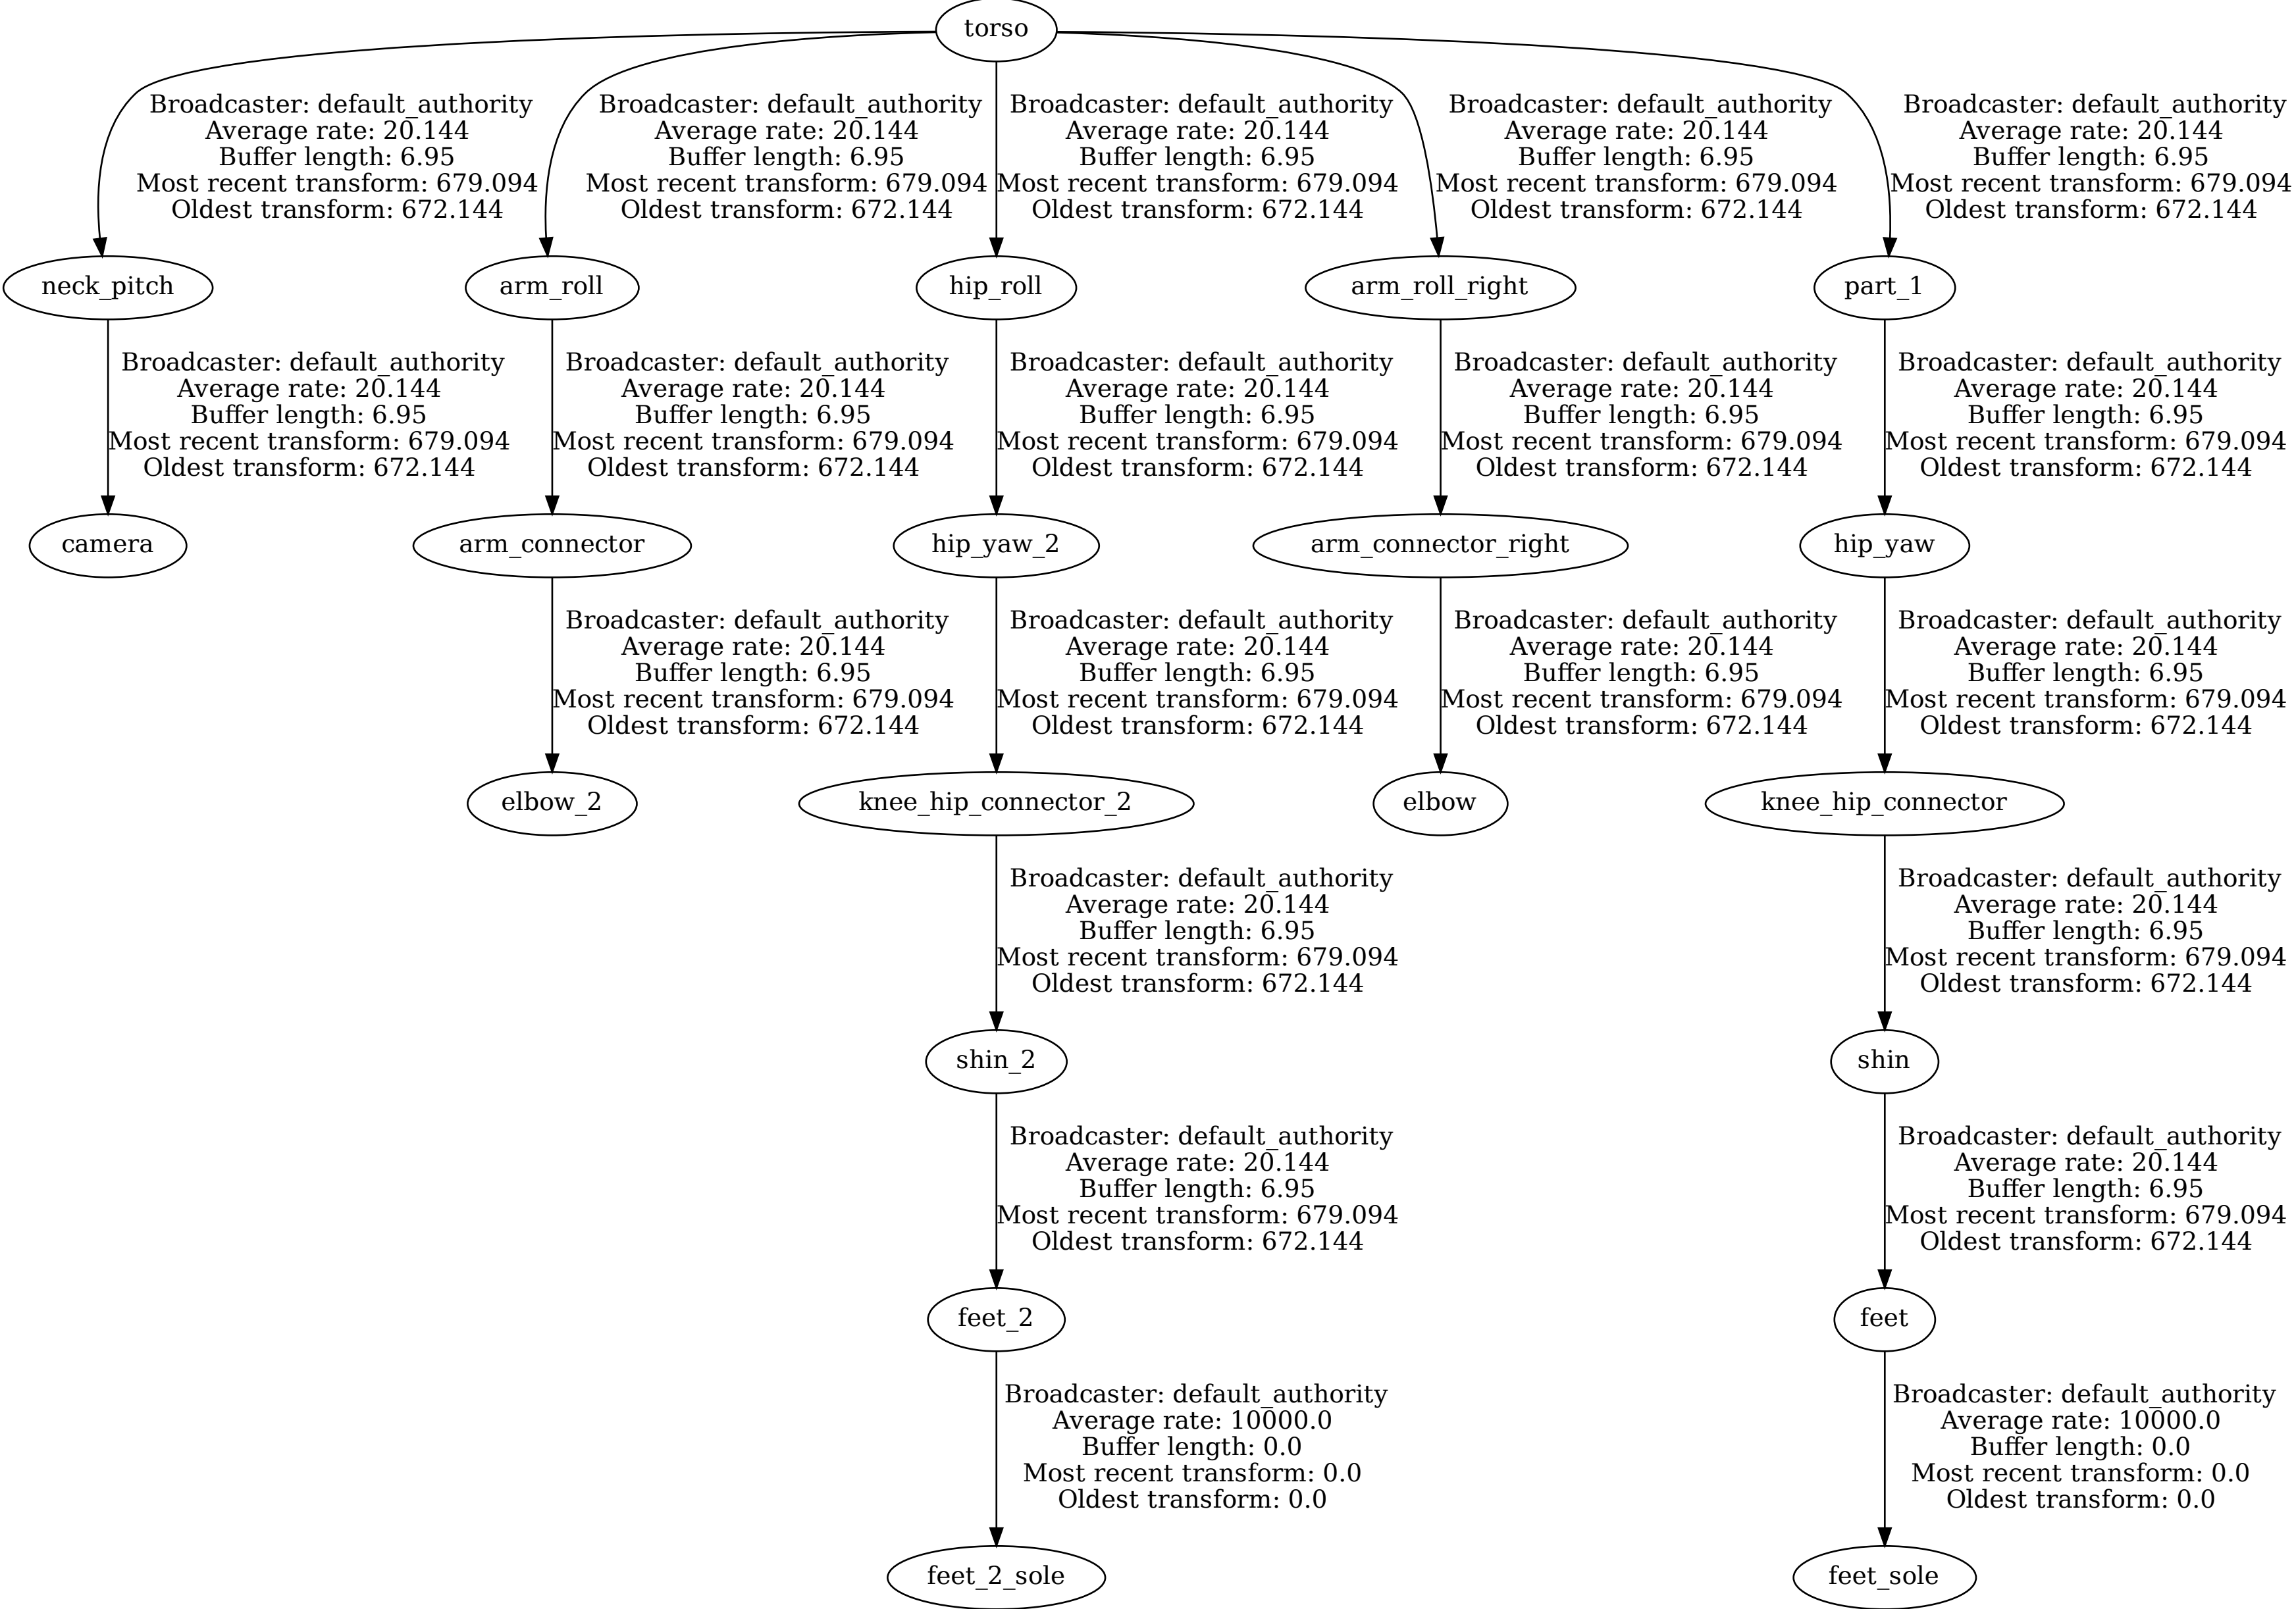 torso
Broadcaster: default_authority
Average rate: 20.144
Buffer length: 6.95
Most recent transform: 679.094
Oldest transform: 672.144
Broadcaster: default_authority
Average rate: 20.144
Buffer length: 6.95
Most recent transform: 679.094
Oldest transform: 672.144
Broadcaster: default_authority
Average rate: 20.144
Buffer length: 6.95
Most recent transform: 679.094
Oldest transform: 672.144
Broadcaster: default_authority
Average rate: 20.144
Buffer length: 6.95
Most recent transform: 679.094
Oldest transform: 672.144
Broadcaster: default_authority
Average rate: 20.144
Buffer length: 6.95
Most recent transform: 679.094
Oldest transform: 672.144
neck_pitch
arm_roll
hip_roll
arm_roll_right
part_1
Broadcaster: default_authority
Average rate: 20.144
Buffer length: 6.95
Most recent transform: 679.094
Oldest transform: 672.144
Broadcaster: default_authority
Average rate: 20.144
Buffer length: 6.95
Most recent transform: 679.094
Oldest transform: 672.144
Broadcaster: default_authority
Average rate: 20.144
Buffer length: 6.95
Most recent transform: 679.094
Oldest transform: 672.144
Broadcaster: default_authority
Average rate: 20.144
Buffer length: 6.95
Most recent transform: 679.094
Oldest transform: 672.144
Broadcaster: default_authority
Average rate: 20.144
Buffer length: 6.95
Most recent transform: 679.094
Oldest transform: 672.144
camera
arm_connector
hip_yaw_2
arm_connector_right
hip_yaw
Broadcaster: default_authority
Average rate: 20.144
Buffer length: 6.95
Most recent transform: 679.094
Oldest transform: 672.144
Broadcaster: default_authority
Average rate: 20.144
Buffer length: 6.95
Most recent transform: 679.094
Oldest transform: 672.144
Broadcaster: default_authority
Average rate: 20.144
Buffer length: 6.95
Most recent transform: 679.094
Oldest transform: 672.144
Broadcaster: default_authority
Average rate: 20.144
Buffer length: 6.95
Most recent transform: 679.094
Oldest transform: 672.144
elbow_2
knee_hip_connector_2
elbow
knee_hip_connector
Broadcaster: default_authority
Average rate: 20.144
Buffer length: 6.95
Most recent transform: 679.094
Oldest transform: 672.144
Broadcaster: default_authority
Average rate: 20.144
Buffer length: 6.95
Most recent transform: 679.094
Oldest transform: 672.144
shin_2
shin
Broadcaster: default_authority
Average rate: 20.144
Buffer length: 6.95
Most recent transform: 679.094
Oldest transform: 672.144
Broadcaster: default_authority
Average rate: 20.144
Buffer length: 6.95
Most recent transform: 679.094
Oldest transform: 672.144
feet_2
feet
Broadcaster: default_authority
Average rate: 10000.0
Buffer length: 0.0
Most recent transform: 0.0
Oldest transform: 0.0
Broadcaster: default_authority
Average rate: 10000.0
Buffer length: 0.0
Most recent transform: 0.0
Oldest transform: 0.0
feet_2_sole
feet_sole